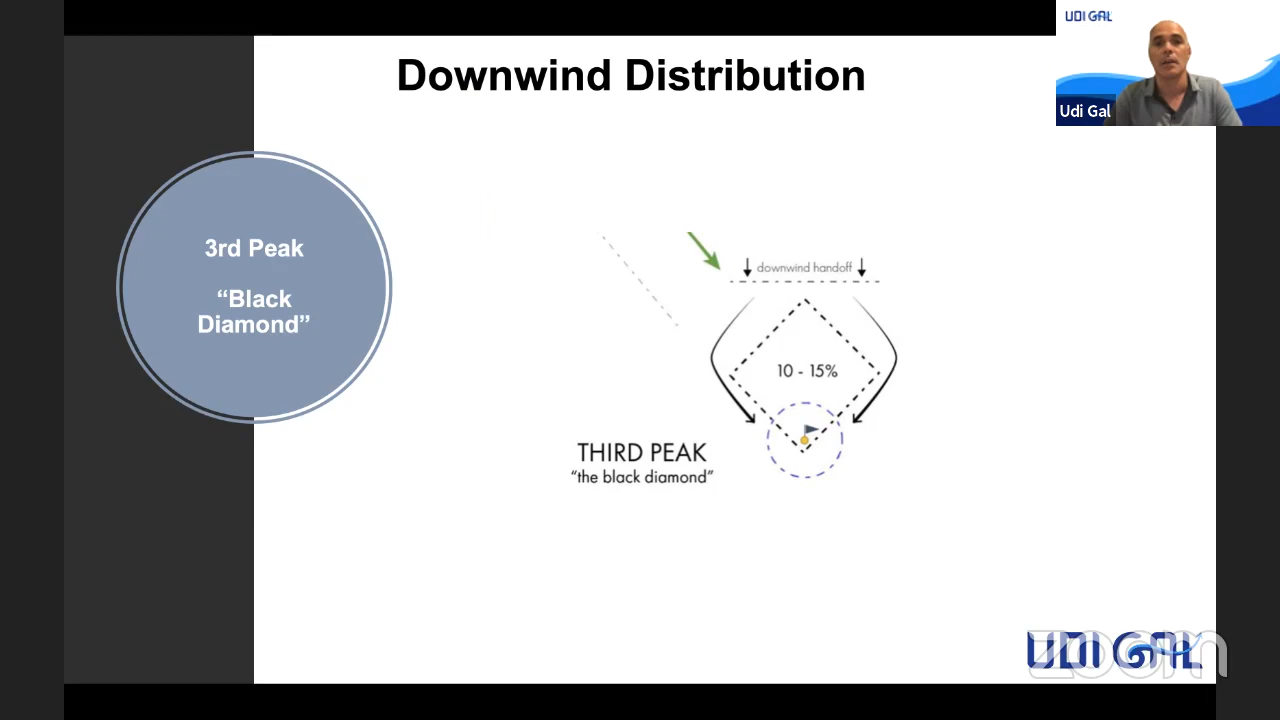 UDI GAL
Udi Gal
Downwind Distribution
3rd Peak
“Black
Diamond”
downwind handoff
10 - 15%
THIRD PEAK
“the black diamond”
UDI GAL
zoom